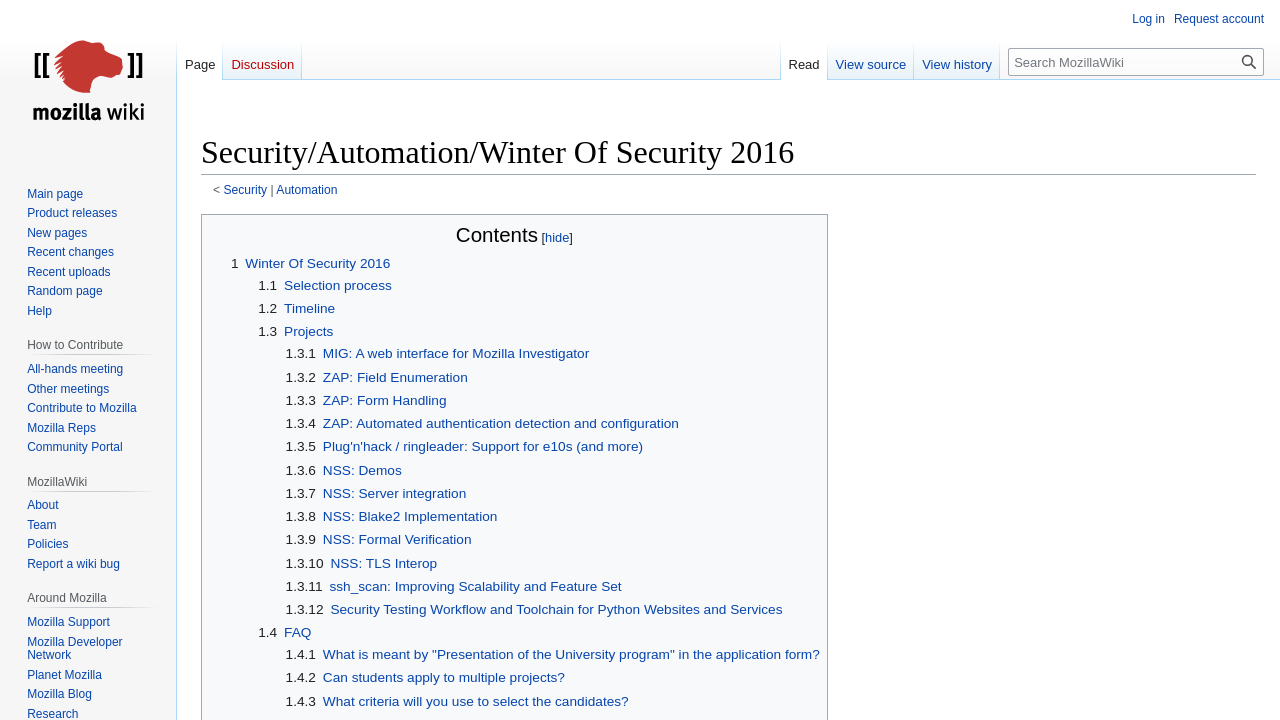 Log in Request account
[[ ]]
mozilla wiki
Page Discussion Read View source View history Search MozillaWiki
Security/Automation/Winter Of Security 2016
< Security | Automation
Main page
Product releases
New pages
Recent changes
Recent uploads
Random page
Help
How to Contribute
All-hands meeting
Other meetings
Contribute to Mozilla
Mozilla Reps
Community Portal
MozillaWiki
About
Team
Policies
Report a wiki bug
Around Mozilla
Mozilla Support
Mozilla Developer
Network
Planet Mozilla
Mozilla Blog
Research
Contents [hide]
1 Winter Of Security 2016
1.1 Selection process
1.2 Timeline
1.3 Projects
1.3.1 MIG: A web interface for Mozilla Investigator
1.3.2 ZAP: Field Enumeration
1.3.3 ZAP: Form Handling
1.3.4 ZAP: Automated authentication detection and configuration
1.3.5 Plug'n'hack / ringleader: Support for e10s (and more)
1.3.6 NSS: Demos
1.3.7 NSS: Server integration
1.3.8 NSS: Blake2 Implementation
1.3.9 NSS: Formal Verification
1.3.10 NSS: TLS Interop
1.3.11 ssh_scan: Improving Scalability and Feature Set
1.3.12 Security Testing Workflow and Toolchain for Python Websites and Services
1.4 FAQ
1.4.1 What is meant by "Presentation of the University program" in the application form?
1.4.2 Can students apply to multiple projects?
1.4.3 What criteria will you use to select the candidates?